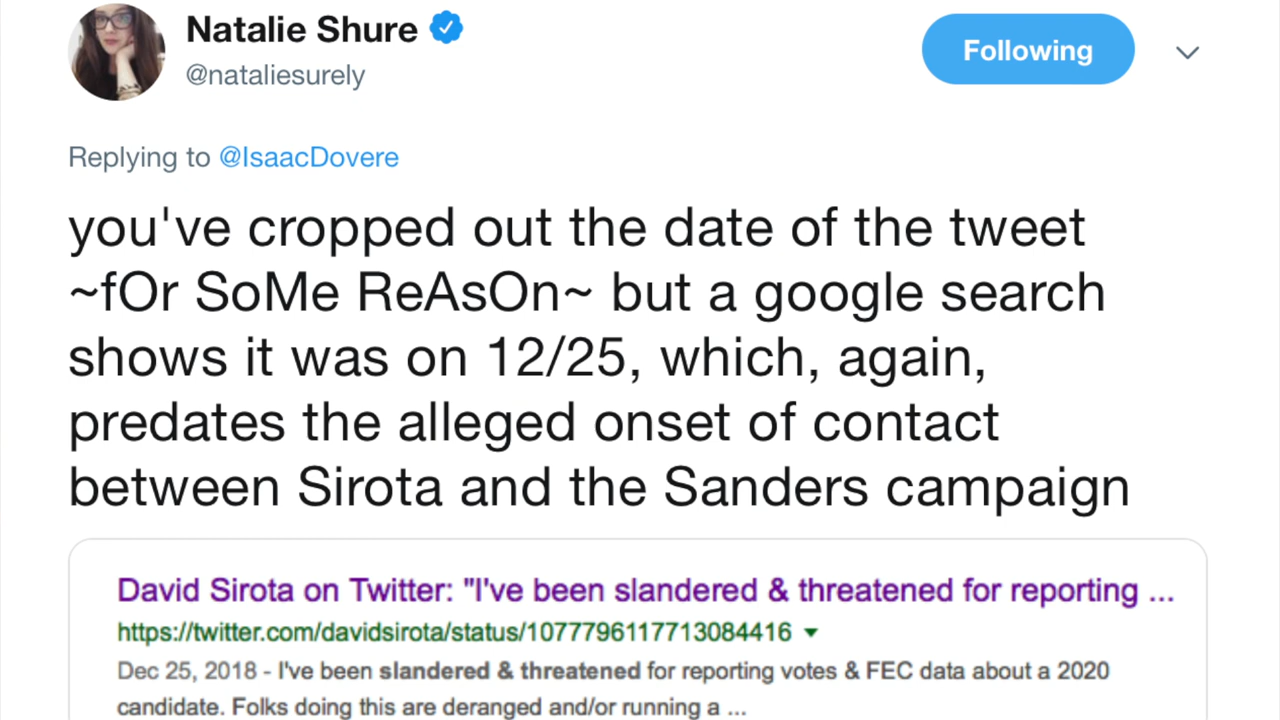 Natalie Shure
@nataliesurely
Following
Replying to @IsaacDovere
you've cropped out the date of the tweet
~fOr SoMe ReAsOn~ but a google search
shows it was on 12/25, which, again,
predates the alleged onset of contact
between Sirota and the Sanders campaign
David Sirota on Twitter: "I've been slandered & threatened for reporting ...
https://twitter.com/davidsirota/status/1077796117713084416
Dec 25, 2018 - I've been slandered & threatened for reporting votes & FEC data about a 2020
candidate. Folks doing this are deranged and/or running a ...